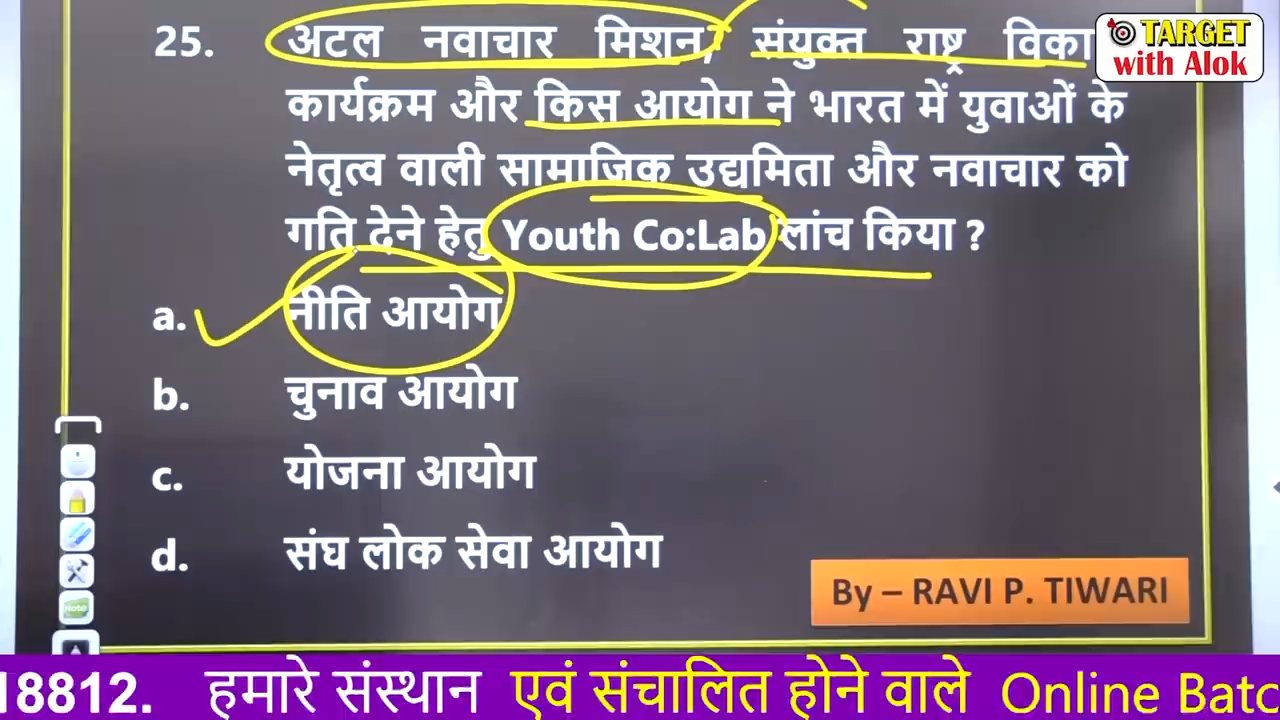 25. अटल नवाचार मिशन, संयुक्त राष्ट्र विका
TARGET
with Alok
कार्यक्रम और किस आयोग ने भारत में युवाओं के
नेतृत्व वाली सामाजिक उद्यमिता और नवाचार को
गति देने हेतु Youth Co:Lab लांच किया ?
a. नीति आयोग
b. चुनाव आयोग
c. योजना आयोग
d. संघ लोक सेवा आयोग
Note
By – RAVI P. TIWARI
18812. हमारे संस्थान एवं संचालित होने वाले Online Batc